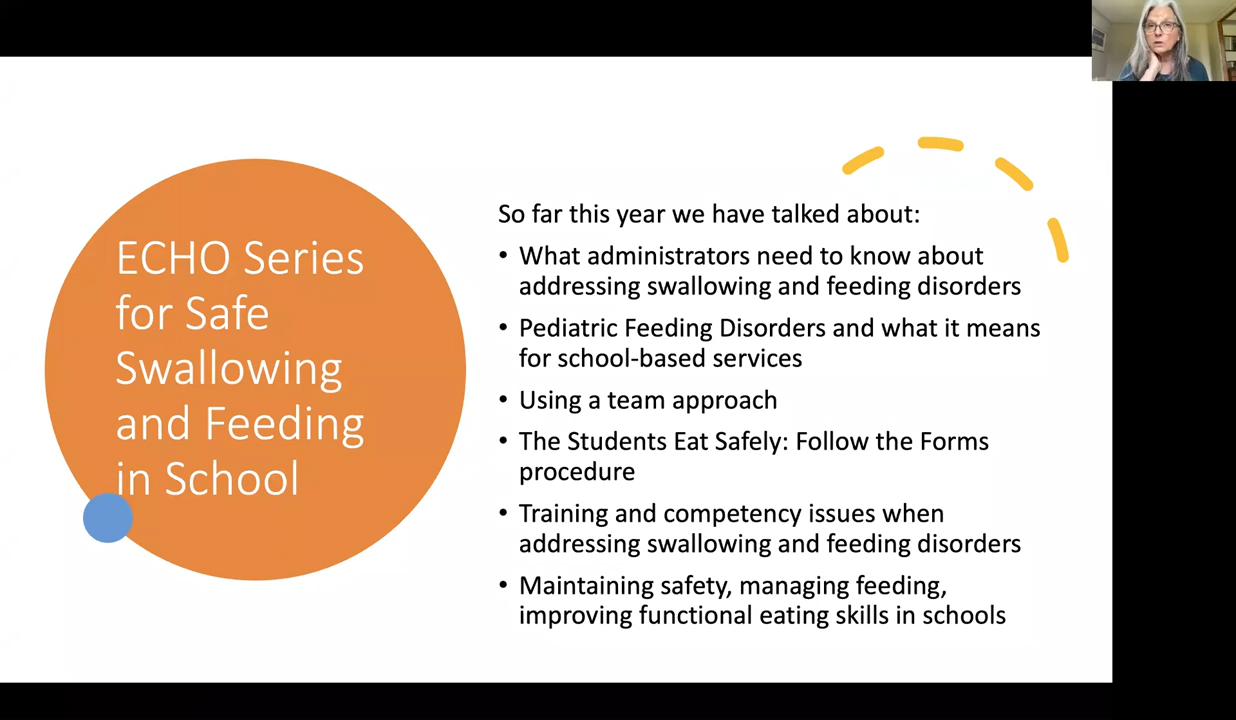 ECHO Series
for Safe
Swallowing
and Feeding
in School
So far this year we have talked about:
• What administrators need to know about
addressing swallowing and feeding disorders
• Pediatric Feeding Disorders and what it means
for school-based services
• Using a team approach
• The Students Eat Safely: Follow the Forms
procedure
• Training and competency issues when
addressing swallowing and feeding disorders
• Maintaining safety, managing feeding,
improving functional eating skills in schools